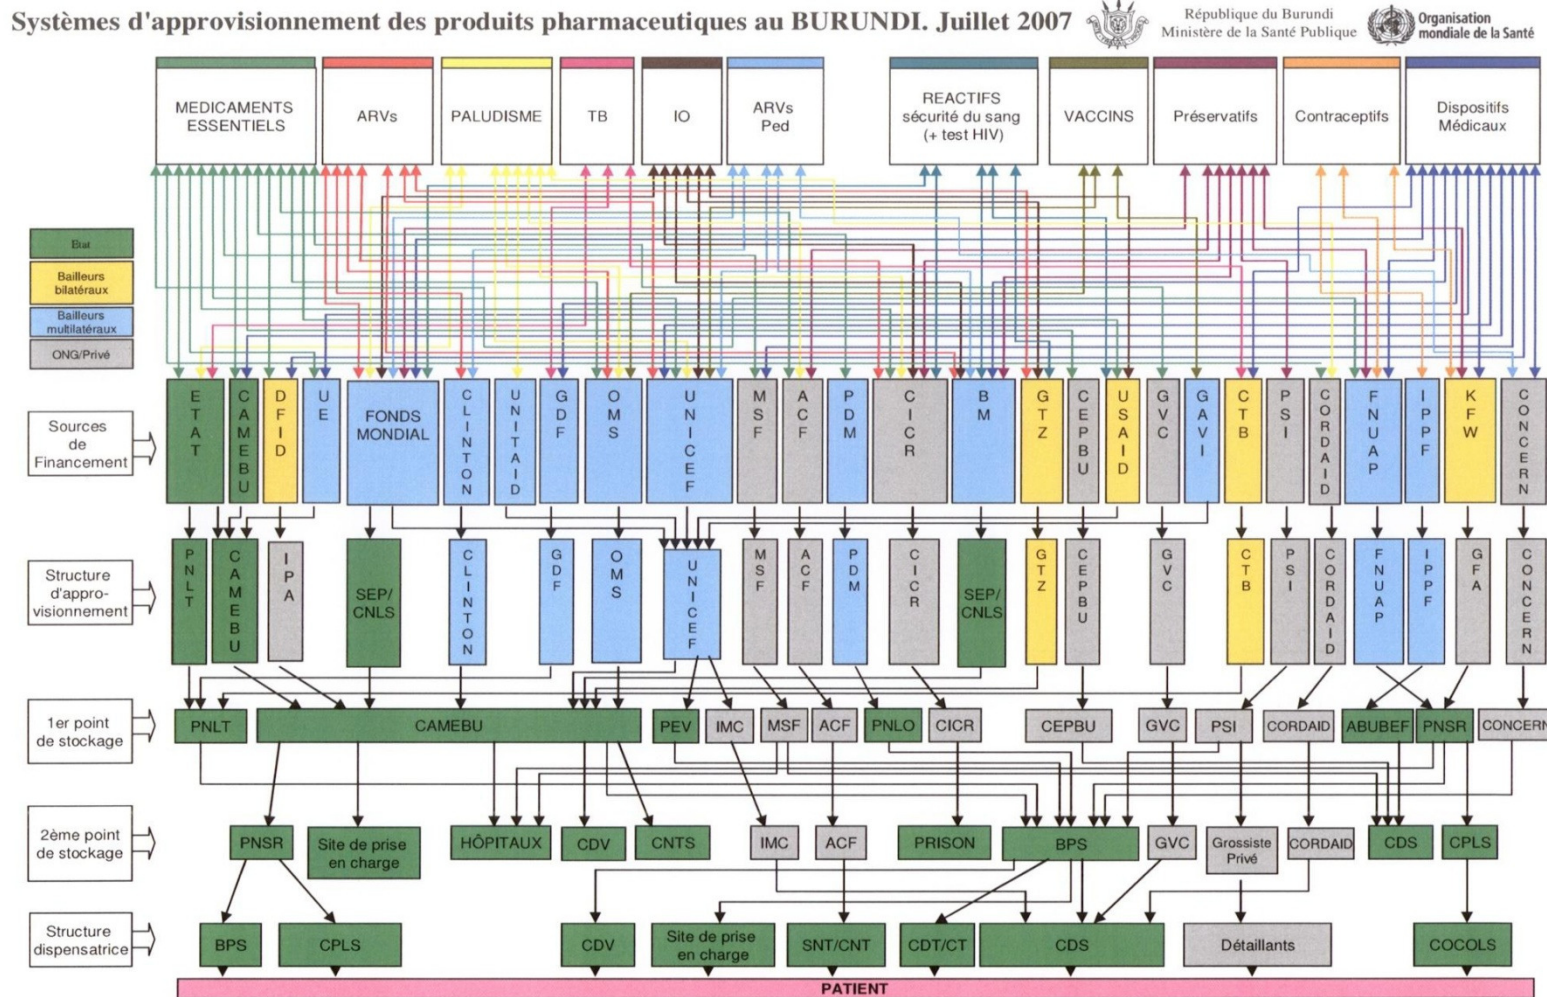 Systèmes d'approvisionnement des produits pharmaceutiques au BURUNDI. Juillet 2007
République du Burundi
Ministère de la Santé Publique
Organisation
mondiale de la Santé
MEDICAMENTS
ESSENTIELS
ARVs
PALUDISME
TB
IO
ARVs
Ped
REACTIFS
sécurité du sang
(+ test HIV)
VACCINS
Préservatifs
Contraceptifs
Dispositifs
Médicaux
Etat
Bailleurs
bilatéraux
Bailleurs
multilatéraux
ONG/Privé
Sources
de
Financement
ETAT
CAMEBU
DFID
UE
FONDS
MONDIAL
CLINTON
UNITAID
GDF
OMS
UNICEF
MSF
ACF
PDM
CICR
BM
GTZ
CEPBU
USAID
GVC
GAVI
CTB
PSI
CORDAID
FNUAP
IPPF
KFW
CONCERN
Structure
d'appro-
visionnement
PNLT
CAMEBU
IPA
SEP/
CNLS
CLINTON
GDF
OMS
UNICEF
MSF
ACF
PDM
CICR
SEP/
CNLS
GTZ
CEPBU
GVC
CTB
PSI
CORDAID
FNUAP
IPPF
GFA
CONCERN
1er point
de stockage
PNLT
CAMEBU
PEV
IMC
MSF
ACF
PNLO
CICR
CEPBU
GVC
PSI
CORDAID
ABUBEF
PNSR
CONCERN
2ème point
de stockage
PNSR
Site de prise
en charge
HÔPITAUX
CDV
CNTS
IMC
ACF
PRISON
BPS
GVC
Grossiste
Privé
CORDAID
CDS
CPLS
Structure
dispensatrice
BPS
CPLS
CDV
Site de prise
en charge
SNT/CNT
CDT/CT
CDS
Détaillants
COCOLS
PATIENT